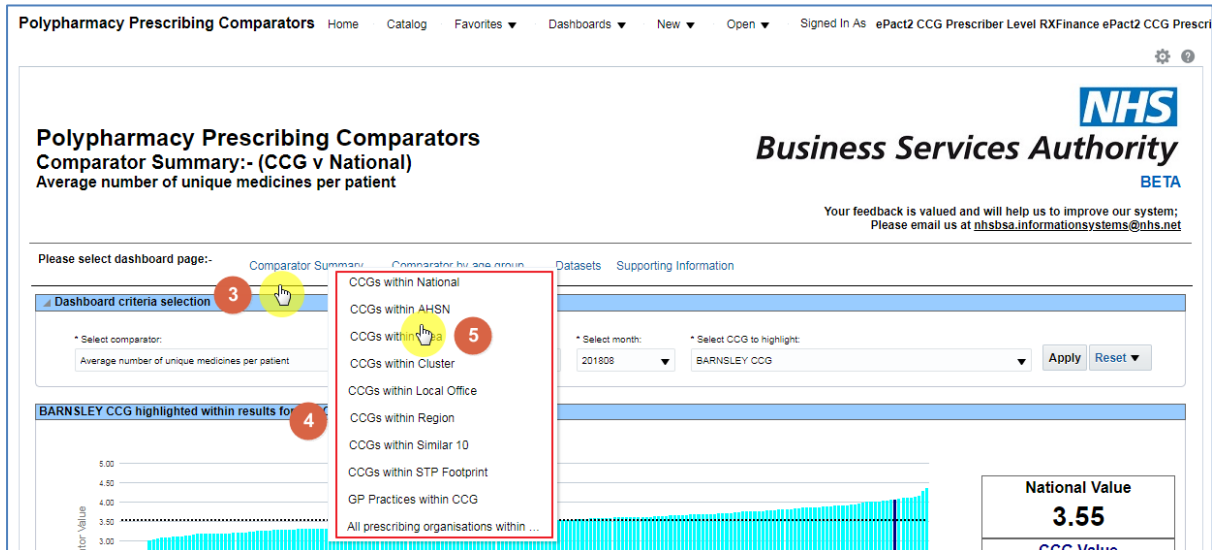 Polypharmacy Prescribing Comparators Home Catalog Favorites Dashboards New Open Signed In As ePact2 CCG Prescriber Level RXFinance ePact2 CCG Prescri
NHS
Business Services Authority
BETA
Polypharmacy Prescribing Comparators
Comparator Summary:- (CCG v National)
Average number of unique medicines per patient
Your feedback is valued and will help us to improve our system;
Please email us at nhsbsa.informationsystems@nhs.net
Please select dashboard page:- Comparator Summary Comparator by age group Datasets Supporting Information
3
Dashboard criteria selection
CCGs within National
CCGs within AHSN
CCGs within
5
CCGs within Cluster
CCGs within Local Office
CCGs within Region
CCGs within Similar 10
CCGs within STP Footprint
GP Practices within CCG
All prescribing organisations within ...
* Select comparator:
Average number of unique medicines per patient
* Select month:
201808
* Select CCG to highlight:
BARNSLEY CCG
Apply Reset
BARNSLEY CCG highlighted within results for
4
5.00
4.50
4.00
3.50
3.00
Value
National Value
3.55
CCG Value